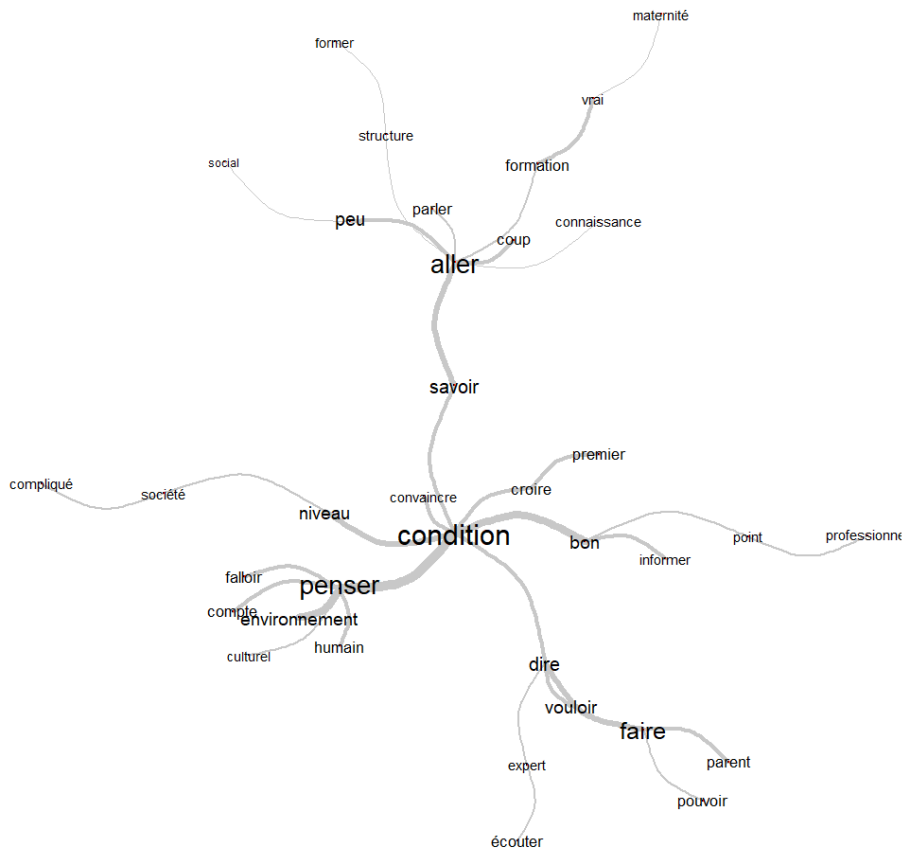 maternité
former
vrai
structure
social
formation
parler
peu
connaissance
coup
aller
savoir
premier
compliqué
société
convaincre
croire
niveau
condition
bon
point
professionne
informer
falloir
penser
compte
environnement
culturel
humain
dire
vouloir
faire
expert
parent
pouvoir
écouter